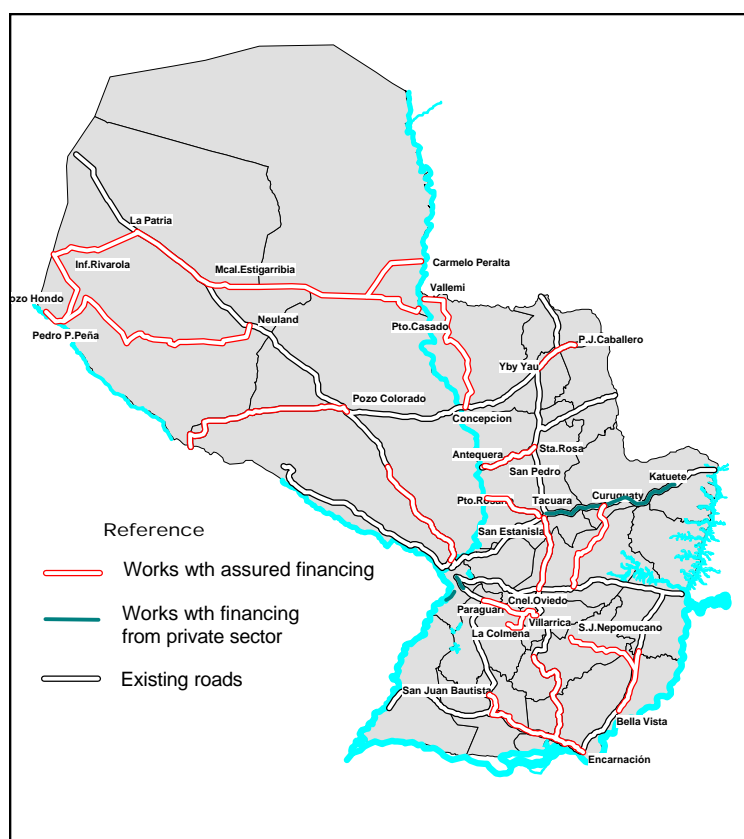 La Patria
Inf.Rivarola
Mcal.Estigarribia
Carmelo Peralta
ozo Hondo
Vallemi
Neuland
Pto.Casado
Pedro P.Peña
P.J.Caballero
Yby Yau
Pozo Colorado
Concepcion
Antequera
Sta.Rosa
San Pedro
Katuete
Pto.Rosari
Tacuara
Curuguaty
San Estanisla
Reference
Works wth assured financing
Works wth financing
from private sector
Existing roads
Cnel.Oviedo
Paraguari
Villarrica
S.J.Nepomucano
La Colmena
San Juan Bautista
Bella Vista
Encarnación